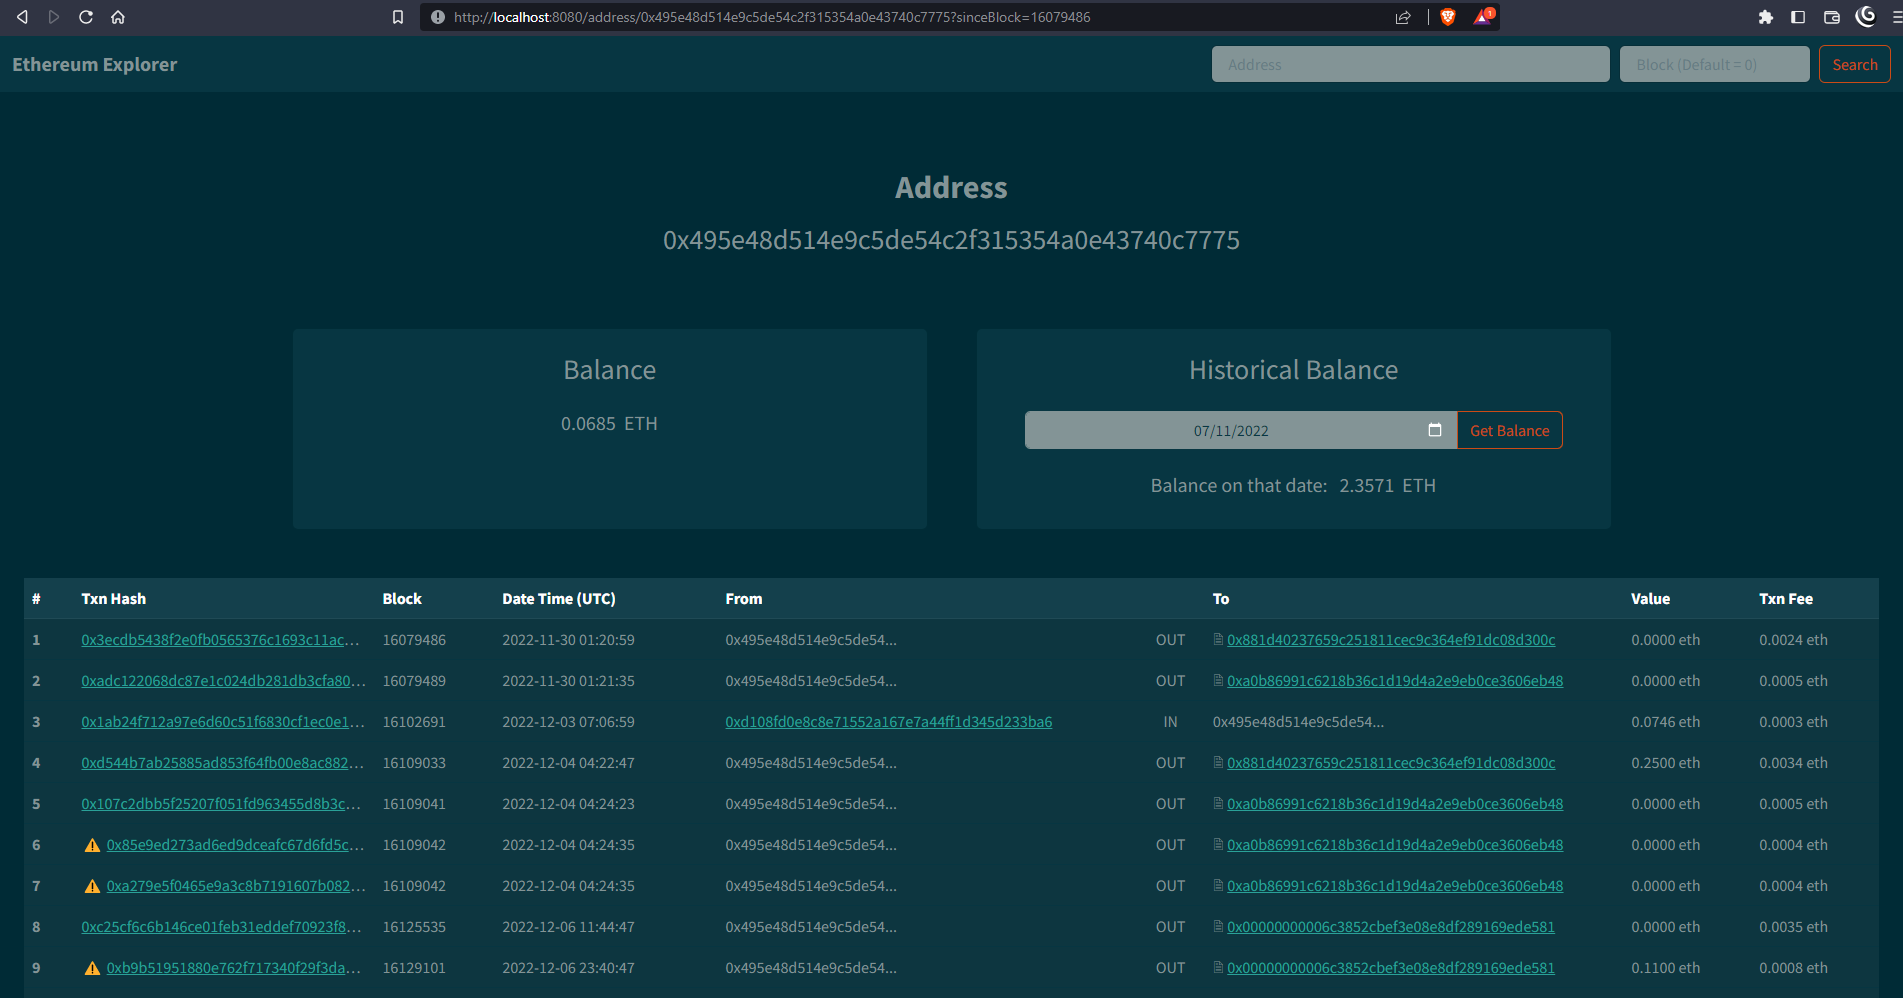 http://localhost:8080/address/0x495e48d514e9c5de54c2f315354a0e43740c7775?sinceBlock=16079486
1
Ethereum Explorer
Address
Block (Default = 0)
Search
Address
0x495e48d514e9c5de54c2f315354a0e43740c7775
Balance
0.0685 ETH
Historical Balance
07/11/2022
Get Balance
Balance on that date: 2.3571 ETH
# Txn Hash Block Date Time (UTC) From To Value Txn Fee
1 0x3ecdb5438f2e0fb0565376c1693c11ac... 16079486 2022-11-30 01:20:59 0x495e48d514e9c5de54... OUT 0x881d40237659c251811cec9c364ef91dc08d300c 0.0000 eth 0.0024 eth
2 0xadc122068dc87e1c024db281db3cfa80... 16079489 2022-11-30 01:21:35 0x495e48d514e9c5de54... OUT 0xa0b86991c6218b36c1d19d4a2e9eb0ce3606eb48 0.0000 eth 0.0005 eth
3 0x1ab24f712a97e6d60c51f6830cf1ec0e1... 16102691 2022-12-03 07:06:59 0xd108fd0e8c8e71552a167e7a44ff1d345d233ba6 IN 0x495e48d514e9c5de54... 0.0746 eth 0.0003 eth
4 0xd544b7ab25885ad853f64fb00e8ac882... 16109033 2022-12-04 04:22:47 0x495e48d514e9c5de54... OUT 0x881d40237659c251811cec9c364ef91dc08d300c 0.2500 eth 0.0034 eth
5 0x107c2dbb5f25207f051fd963455d8b3c... 16109041 2022-12-04 04:24:23 0x495e48d514e9c5de54... OUT 0xa0b86991c6218b36c1d19d4a2e9eb0ce3606eb48 0.0000 eth 0.0005 eth
6 0x85e9ed273ad6ed9dceafc67d6fd5c... 16109042 2022-12-04 04:24:35 0x495e48d514e9c5de54... OUT 0xa0b86991c6218b36c1d19d4a2e9eb0ce3606eb48 0.0000 eth 0.0004 eth
7 0xa279e5f0465e9a3c8b7191607b082... 16109042 2022-12-04 04:24:35 0x495e48d514e9c5de54... OUT 0xa0b86991c6218b36c1d19d4a2e9eb0ce3606eb48 0.0000 eth 0.0004 eth
8 0xc25cf6c6b146ce01feb31eddef70923f8... 16125535 2022-12-06 11:44:47 0x495e48d514e9c5de54... OUT 0x00000000006c3852cbef3e08e8df289169ede581 0.0000 eth 0.0035 eth
9 0xb9b51951880e762f717340f29f3da... 16129101 2022-12-06 23:40:47 0x495e48d514e9c5de54... OUT 0x00000000006c3852cbef3e08e8df289169ede581 0.1100 eth 0.0008 eth